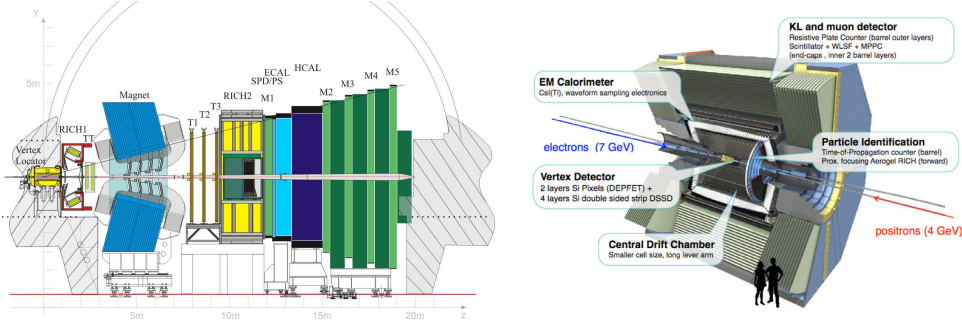 y
5m
ECAL
HCAL
SPD/PS
M1
M2
M3
M4
M5
Magnet
RICH2
T1
T2
T3
RICH1
TT
Vertex
Locator
5m
10m
15m
20m
z
KL and muon detector
Resistive Plate Counter (barrel outer layers)
Scintillator + WLSF + MPPC
(end-caps , inner 2 barrel layers)
EM Calorimeter
CsI(Tl), waveform sampling electronics
electrons (7 GeV)
Particle Identification
Time-of-Propagation counter (barrel)
Prox. focusing Aerogel RICH (forward)
Vertex Detector
2 layers Si Pixels (DEPFET) +
4 layers Si double sided strip DSSD
positrons (4 GeV)
Central Drift Chamber
Smaller cell size, long lever arm